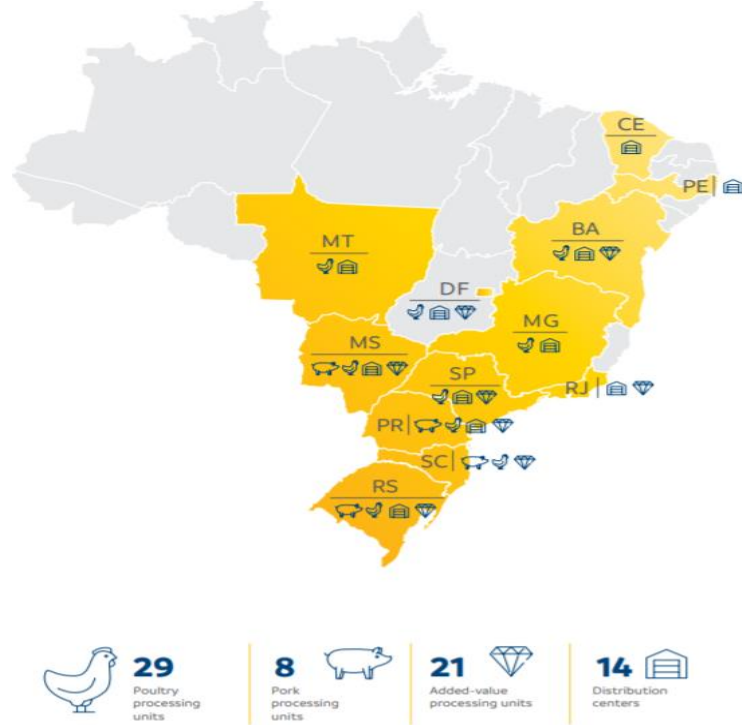 CE
PE
BA
MT
DF
MG
MS
SP
RJ
PR
SC
RS
29
Poultry
processing
units
8
Pork
processing
units
21
Added-value
processing units
14
Distribution
centers